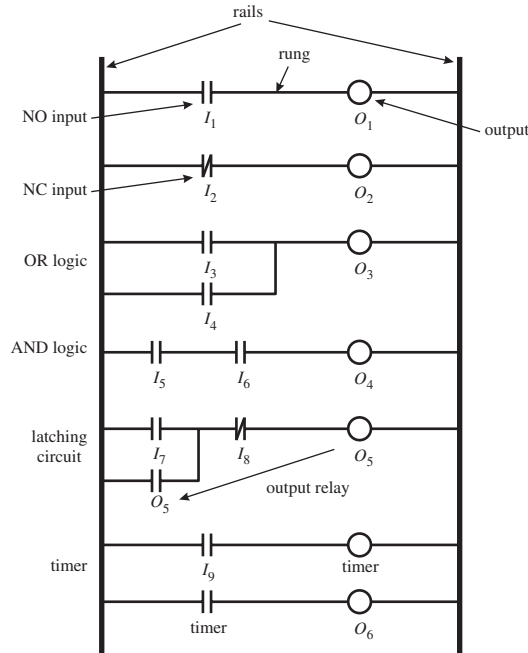 rails
rung
NO input
I1
O1
output
NC input
I2
O2
OR logic
I3
O3
I4
AND logic
I5
I6
O4
latching
circuit
I7
I8
O5
O5
output relay
timer
I9
timer
timer
O6